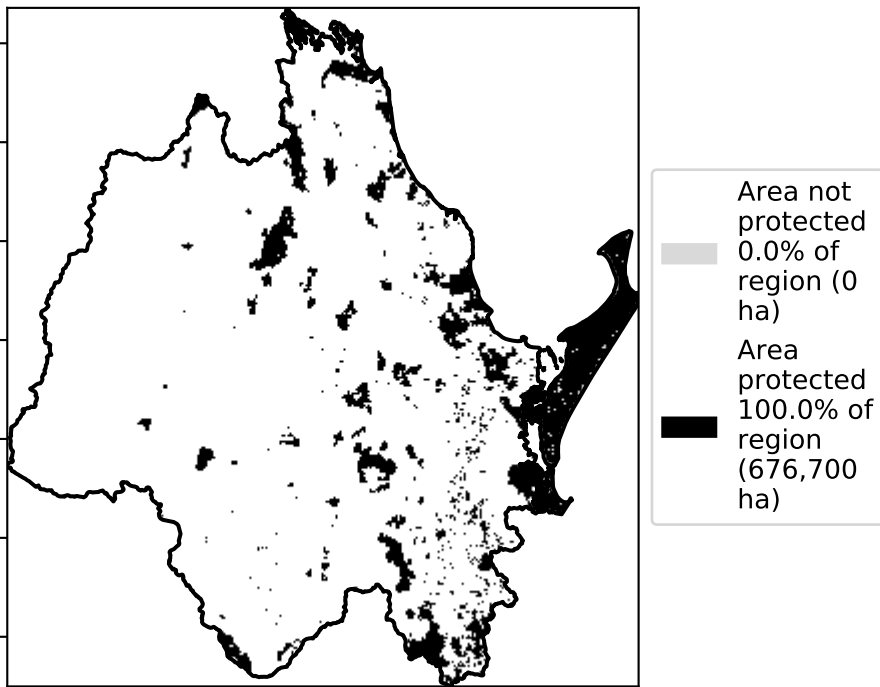 Area not
protected
0.0% of
region (0
ha)
Area
protected
100.0% of
region
(676,700
ha)